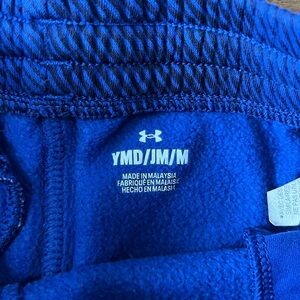 YMD/JM/M
MADE IN MALAYSIA
FABRIQUÉ EN MALAISIE
HECHO EN MALASIA